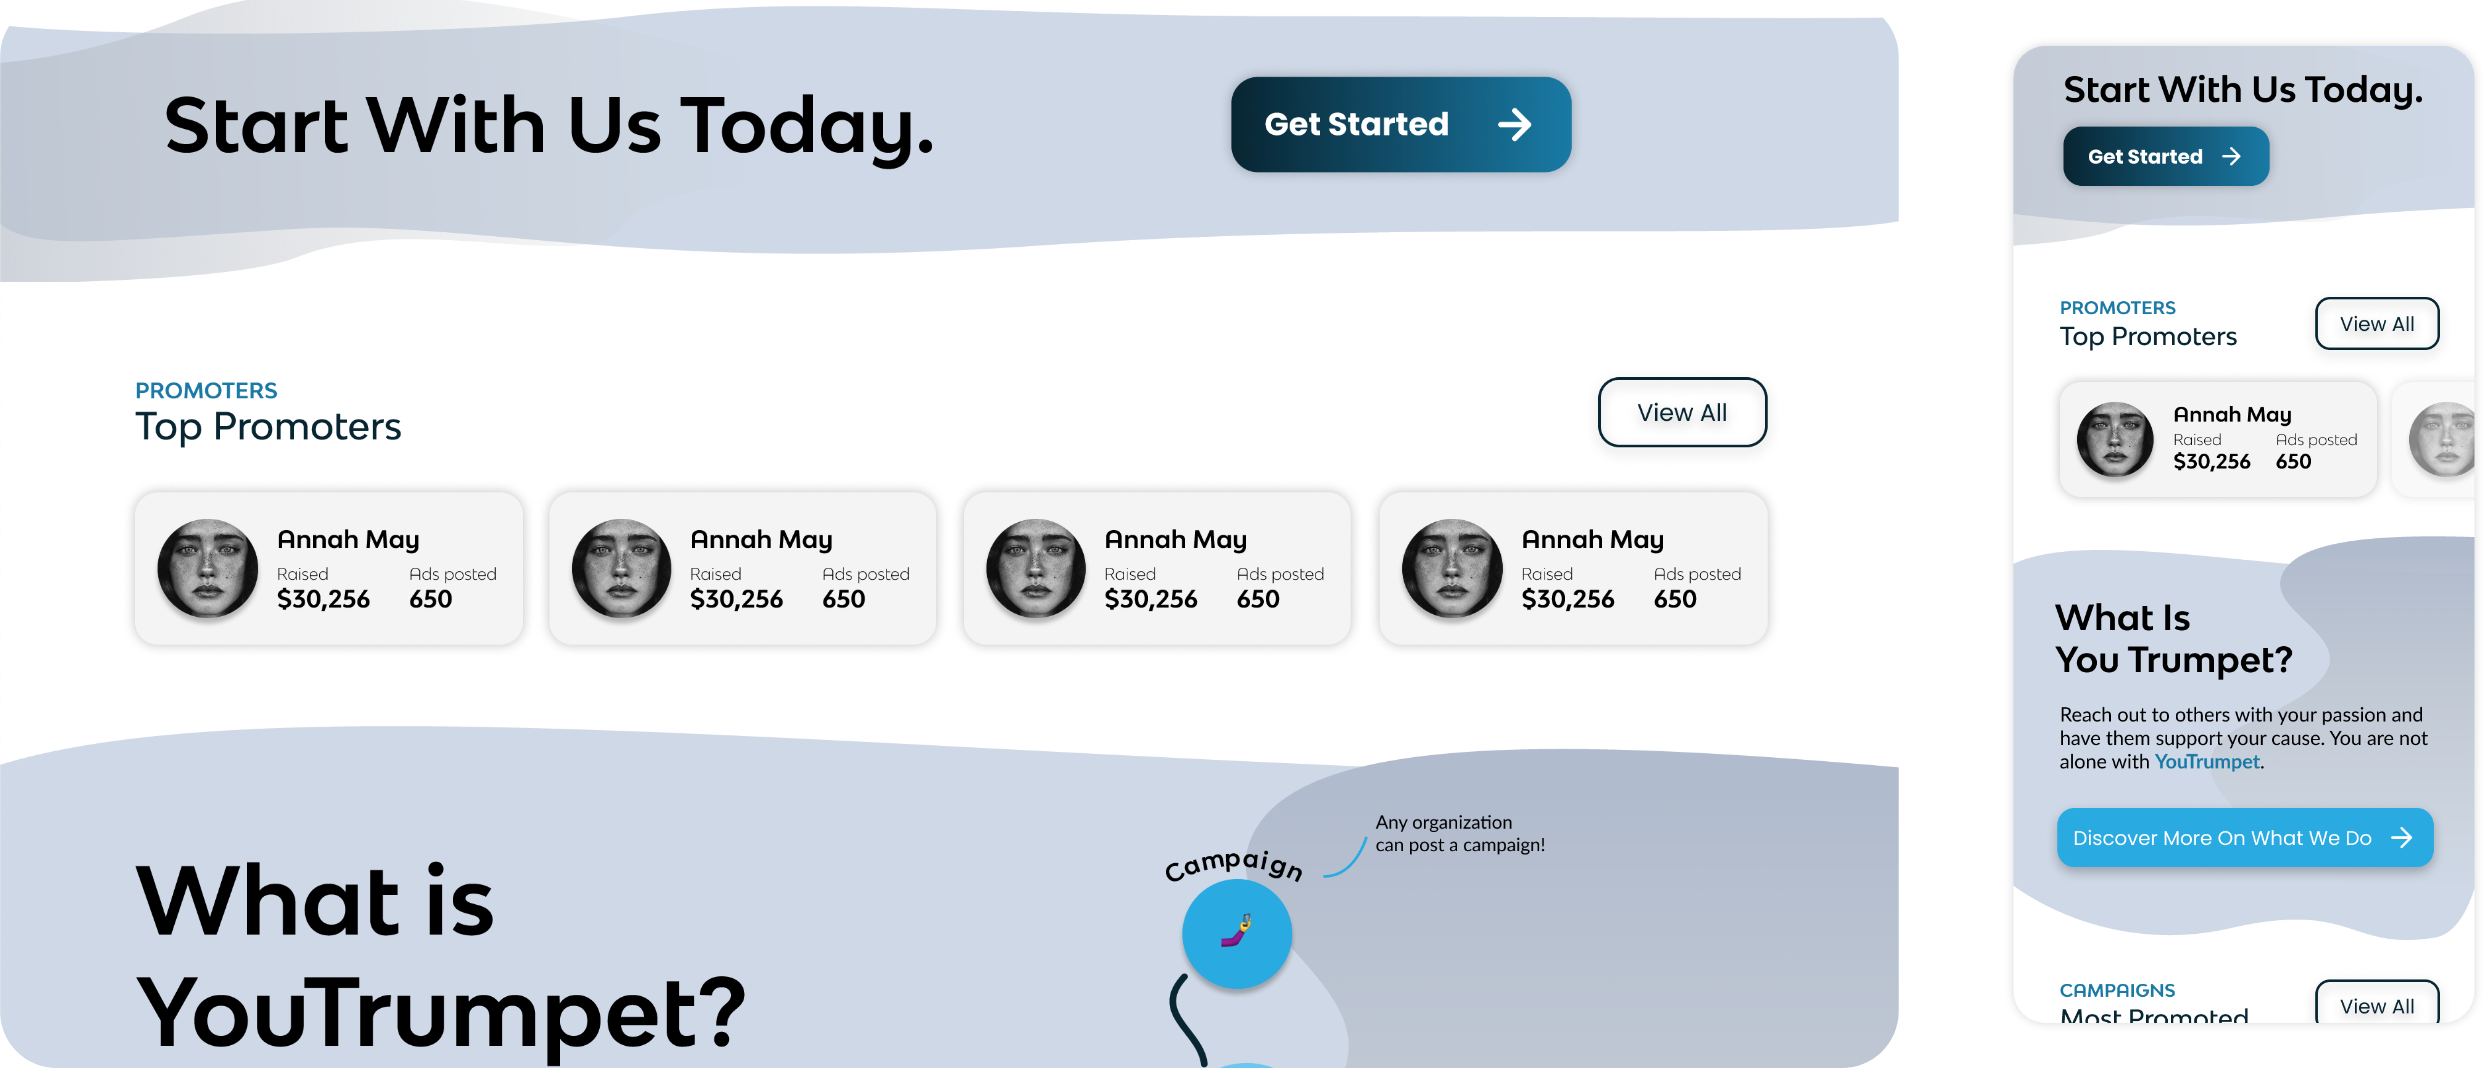 Start With Us Today.
Get Started
PROMOTERS
Top Promoters
View All
Annah May
Raised
Ads posted
$30,256
650
Annah May
Raised
Ads posted
$30,256
650
Annah May
Raised
Ads posted
$30,256
650
Annah May
Raised
Ads posted
$30,256
650
What is
YouTrumpet?
Campaign
Any organization
can post a campaign!
Start With Us Today.
Get Started
PROMOTERS
Top Promoters
View All
Annah May
Raised
Ads posted
$30,256
650
What Is
You Trumpet?
Reach out to others with your passion and
have them support your cause. You are not
alone with YouTrumpet.
Discover More On What We Do
CAMPAIGNS
Most Promoted
View All